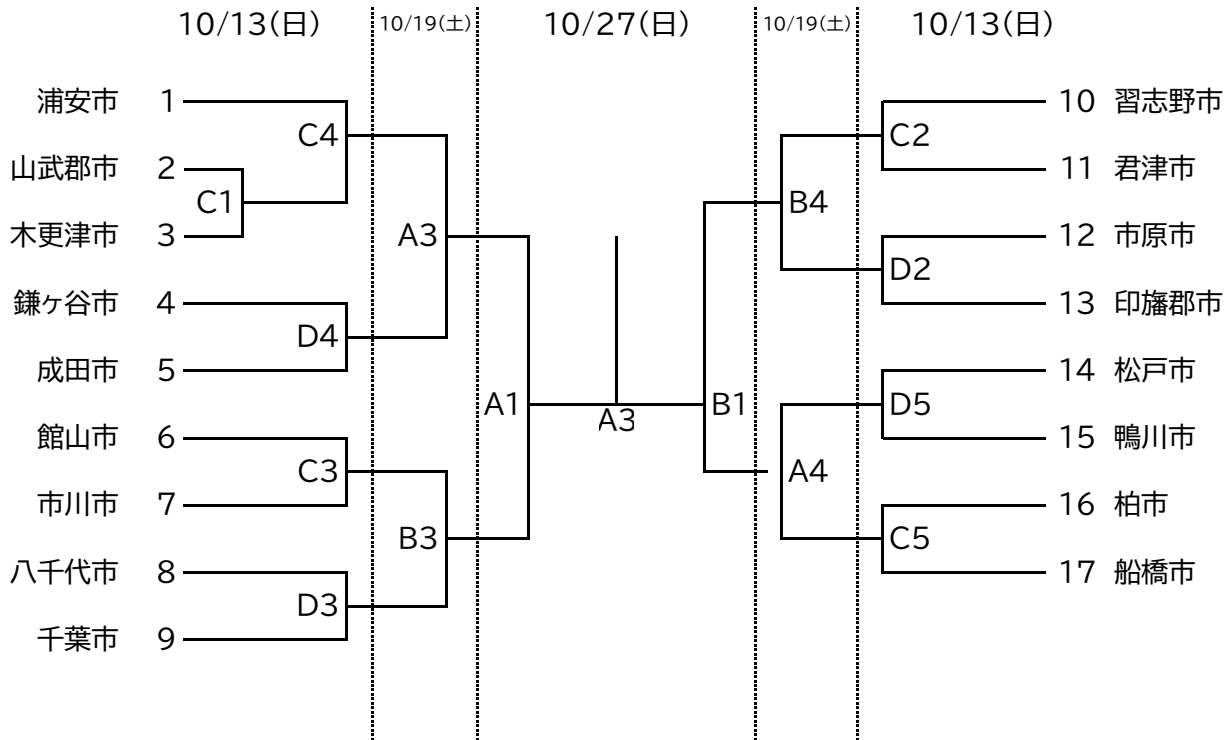 10/13(日) 10/19(土) 10/27(日) 10/19(土) 10/13(日)
浦安市 1
山武郡市 2
木更津市 3
鎌ヶ谷市 4
成田市 5
館山市 6
市川市 7
八千代市 8
千葉市 9
C4
C1
D4
C3
D3
A3
B3
A1
A3
B1
B4
A4
C2
D2
D5
C5
10 習志野市
11 君津市
12 市原市
13 印旛郡市
14 松戸市
15 鴨川市
16 柏市
17 船橋市